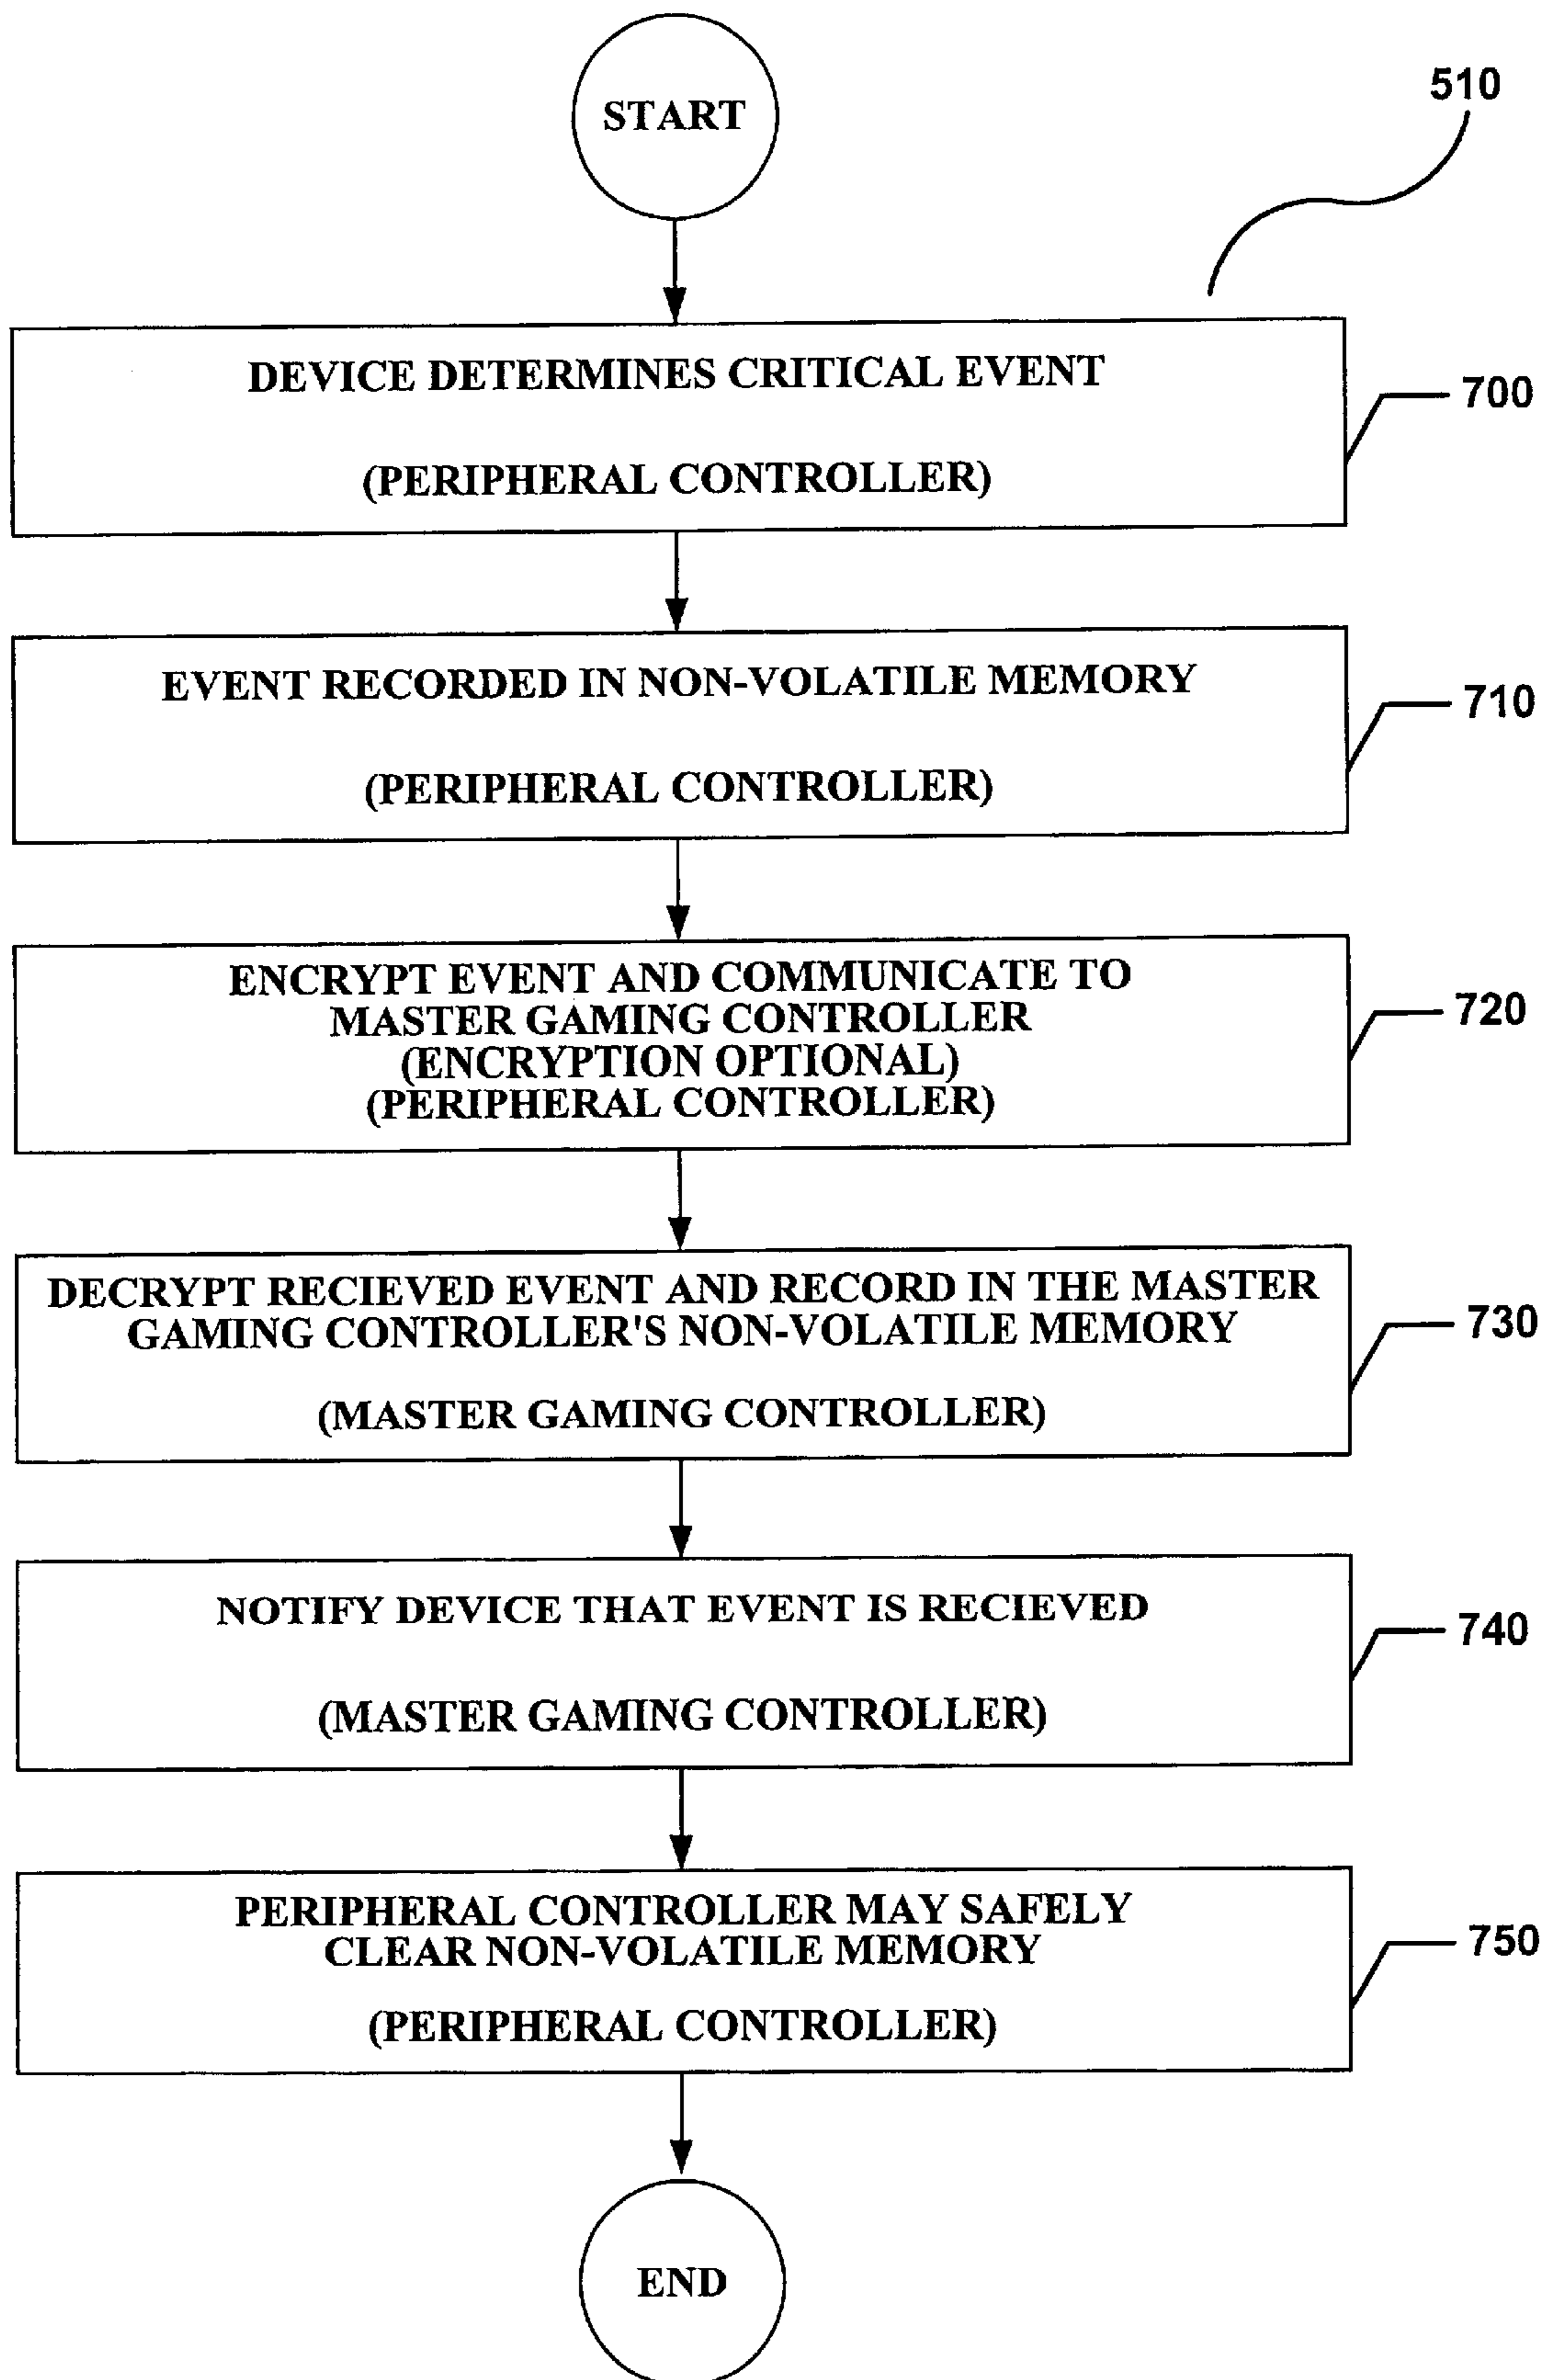 START
510
DEVICE DETERMINES CRITICAL EVENT
(PERIPHERAL CONTROLLER)
700
EVENT RECORDED IN NON-VOLATILE MEMORY
(PERIPHERAL CONTROLLER)
710
ENCRYPT EVENT AND COMMUNICATE TO
MASTER GAMING CONTROLLER
(ENCRYPTION OPTIONAL)
(PERIPHERAL CONTROLLER)
720
DECRYPT RECIEVED EVENT AND RECORD IN THE MASTER
GAMING CONTROLLER'S NON-VOLATILE MEMORY
(MASTER GAMING CONTROLLER)
730
NOTIFY DEVICE THAT EVENT IS RECIEVED
(MASTER GAMING CONTROLLER)
740
PERIPHERAL CONTROLLER MAY SAFELY
CLEAR NON-VOLATILE MEMORY
(PERIPHERAL CONTROLLER)
750
END